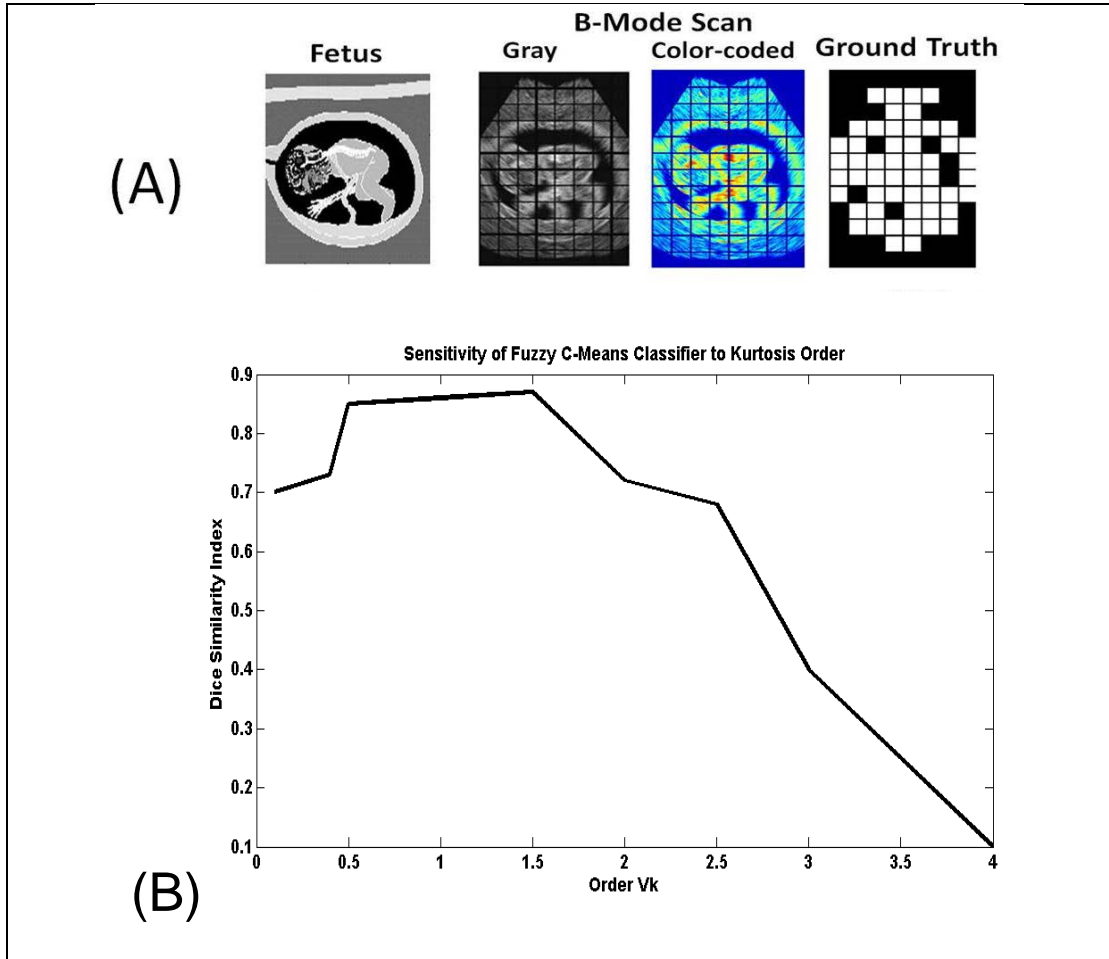 B-Mode Scan
Fetus
Gray
Color-coded
Ground Truth
(A)
Sensitivity of Fuzzy C-Means Classifier to Kurtosis Order
0.9
0.8
0.7
0.6
0.5
0.4
0.3
0.2
0.1
Dice Similarity Index
0 0.5 1 1.5 2 2.5 3 3.5 4
Order Vk
(B)